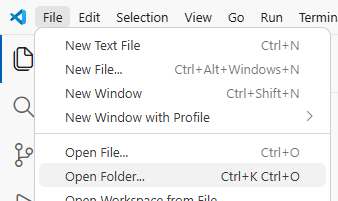 File Edit Selection View Go Run
New Text File Ctrl+N
New File... Ctrl+Alt+Windows+N
New Window Ctrl+Shift+N
New Window with Profile
Open File... Ctrl+O
Open Folder... Ctrl+K Ctrl+O
Open Workspace from File